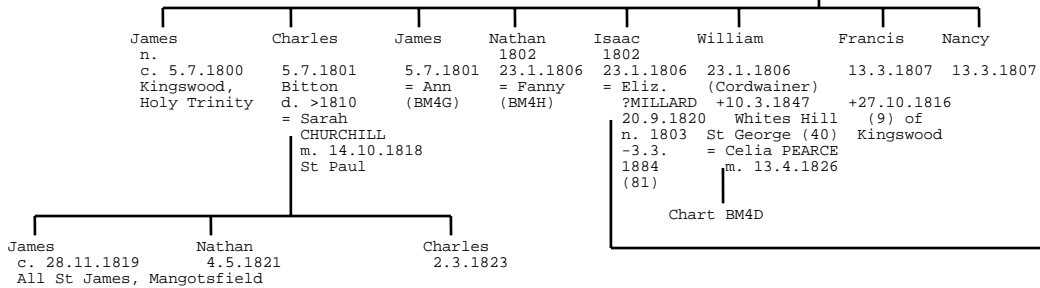 James Charles James Nathan Isaac William Francis Nancy
n. 1802 1802
c. 5.7.1800 5.7.1801 5.7.1801 23.1.1806 23.1.1806 23.1.1806 13.3.1807 13.3.1807
Kingswood, Bitton = Ann = Fanny = Eliz. (Cordwainer)
Holy Trinity d. >1810 (BM4G) (BM4H) ?MILLARD +10.3.1847 +27.10.1816
= Sarah 20.9.1820 Whites Hill (9) of
CHURCHILL n. 1803 St George (40) Kingswood
m. 14.10.1818 -3.3. = Celia PEARCE
St Paul 1884 m. 13.4.1826
(81)
Chart BM4D
James Nathan Charles
c. 28.11.1819 4.5.1821 2.3.1823
All St James, Mangotsfield